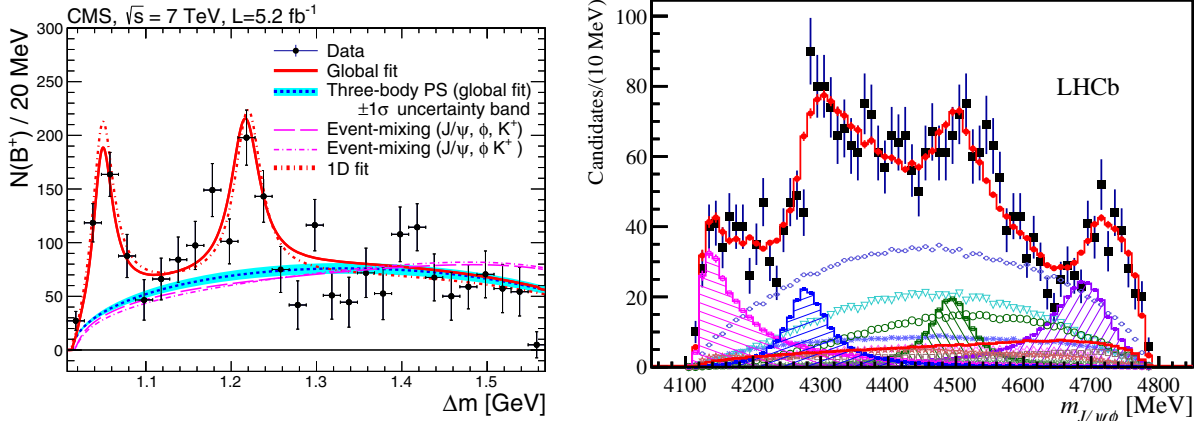 CMS, √s = 7 TeV, L=5.2 fb⁻¹
N(B⁺) / 20 MeV
300
250
200
150
100
50
0
Data
Global fit
Three-body PS (global fit)
±1σ uncertainty band
Event-mixing (J/ψ, φ, K⁺)
Event-mixing (J/ψ, φ K⁺ )
1D fit
1.1 1.2 1.3 1.4 1.5
Δm [GeV]
Candidates/(10 MeV)
100
80
60
40
20
0
LHCb
4100 4200 4300 4400 4500 4600 4700 4800
m_{J/ψφ} [MeV]